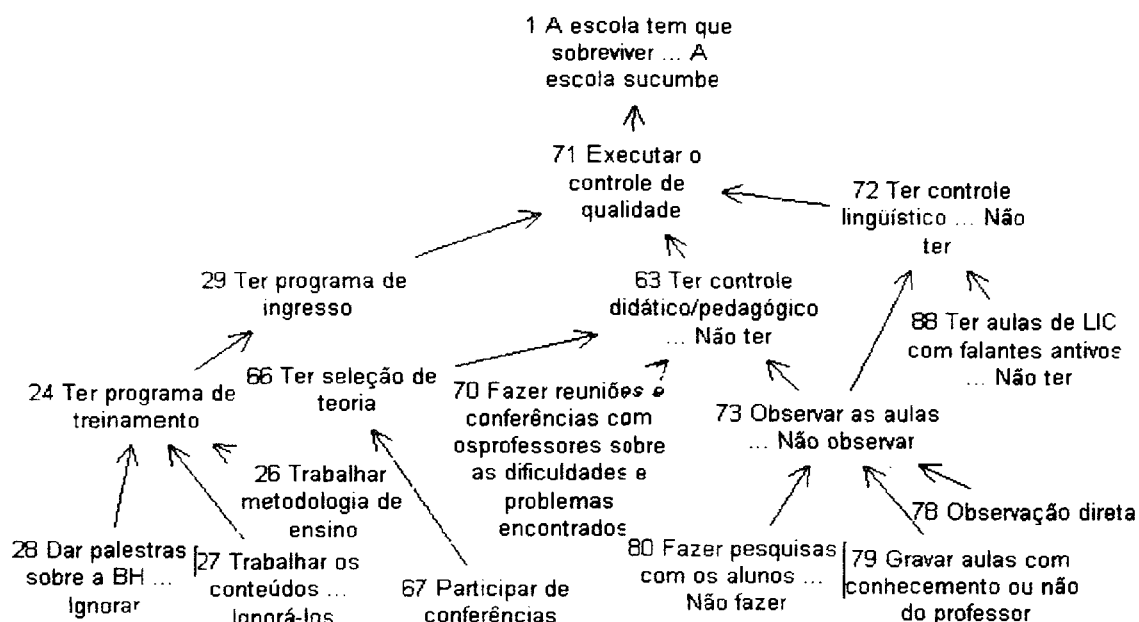 1 A escola tem que
sobreviver ... A
escola sucumbe
71 Executar o
controle de
qualidade
72 Ter controle
lingüístico ... Não
ter
29 Ter programa de
ingresso
63 Ter controle
didático/pedagógico
... Não ter
88 Ter aulas de LIC
com falantes antivos
... Não ter
24 Ter programa de
treinamento
66 Ter seleção de
teoria
70 Fazer reuniões e
conferências com
osprofessores sobre
as dificuldades e
problemas
encontrados
73 Observar as aulas
... Não observar
26 Trabalhar
metodologia de
ensino
78 Observação direta
28 Dar palestras
sobre a BH ...
Ignorar
27 Trabalhar os
conteúdos ...
Ignorá-los
67 Participar de
conferências
80 Fazer pesquisas
com os alunos ...
Não fazer
79 Gravar aulas com
conhecemento ou não
do professor